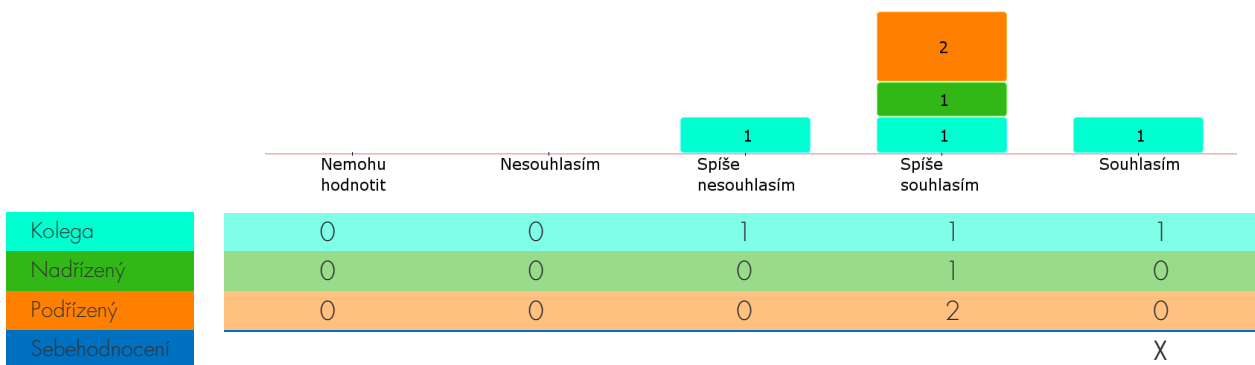 2
1
1 1 1
Nemohu hodnotit Nesouhlasím Spíše nesouhlasím Spíše souhlasím Souhlasím
Kolega 0 0 1 1 1
Nadřízený 0 0 0 1 0
Podřízený 0 0 0 2 0
Sebehodnocení X